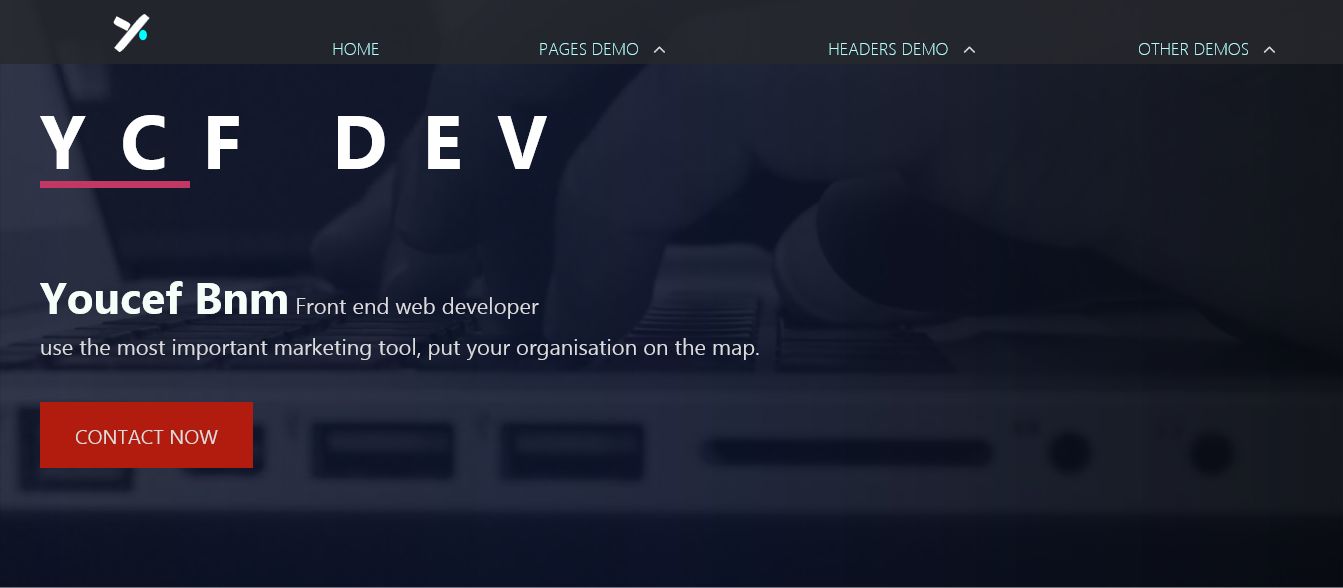 HOME PAGES DEMO HEADERS DEMO OTHER DEMOS
YCF DEV
Youcef Bnm Front end web developer
use the most important marketing tool, put your organisation on the map.
CONTACT NOW